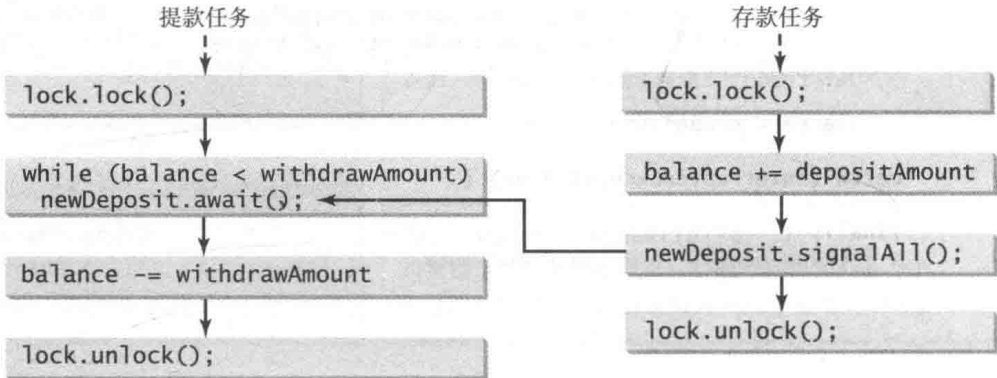 提款任务
lock.lock();
while (balance < withdrawAmount)
newDeposit.await();
balance -= withdrawAmount
lock.unlock();
存款任务
lock.lock();
balance += depositAmount
newDeposit.signalAll();
lock.unlock();